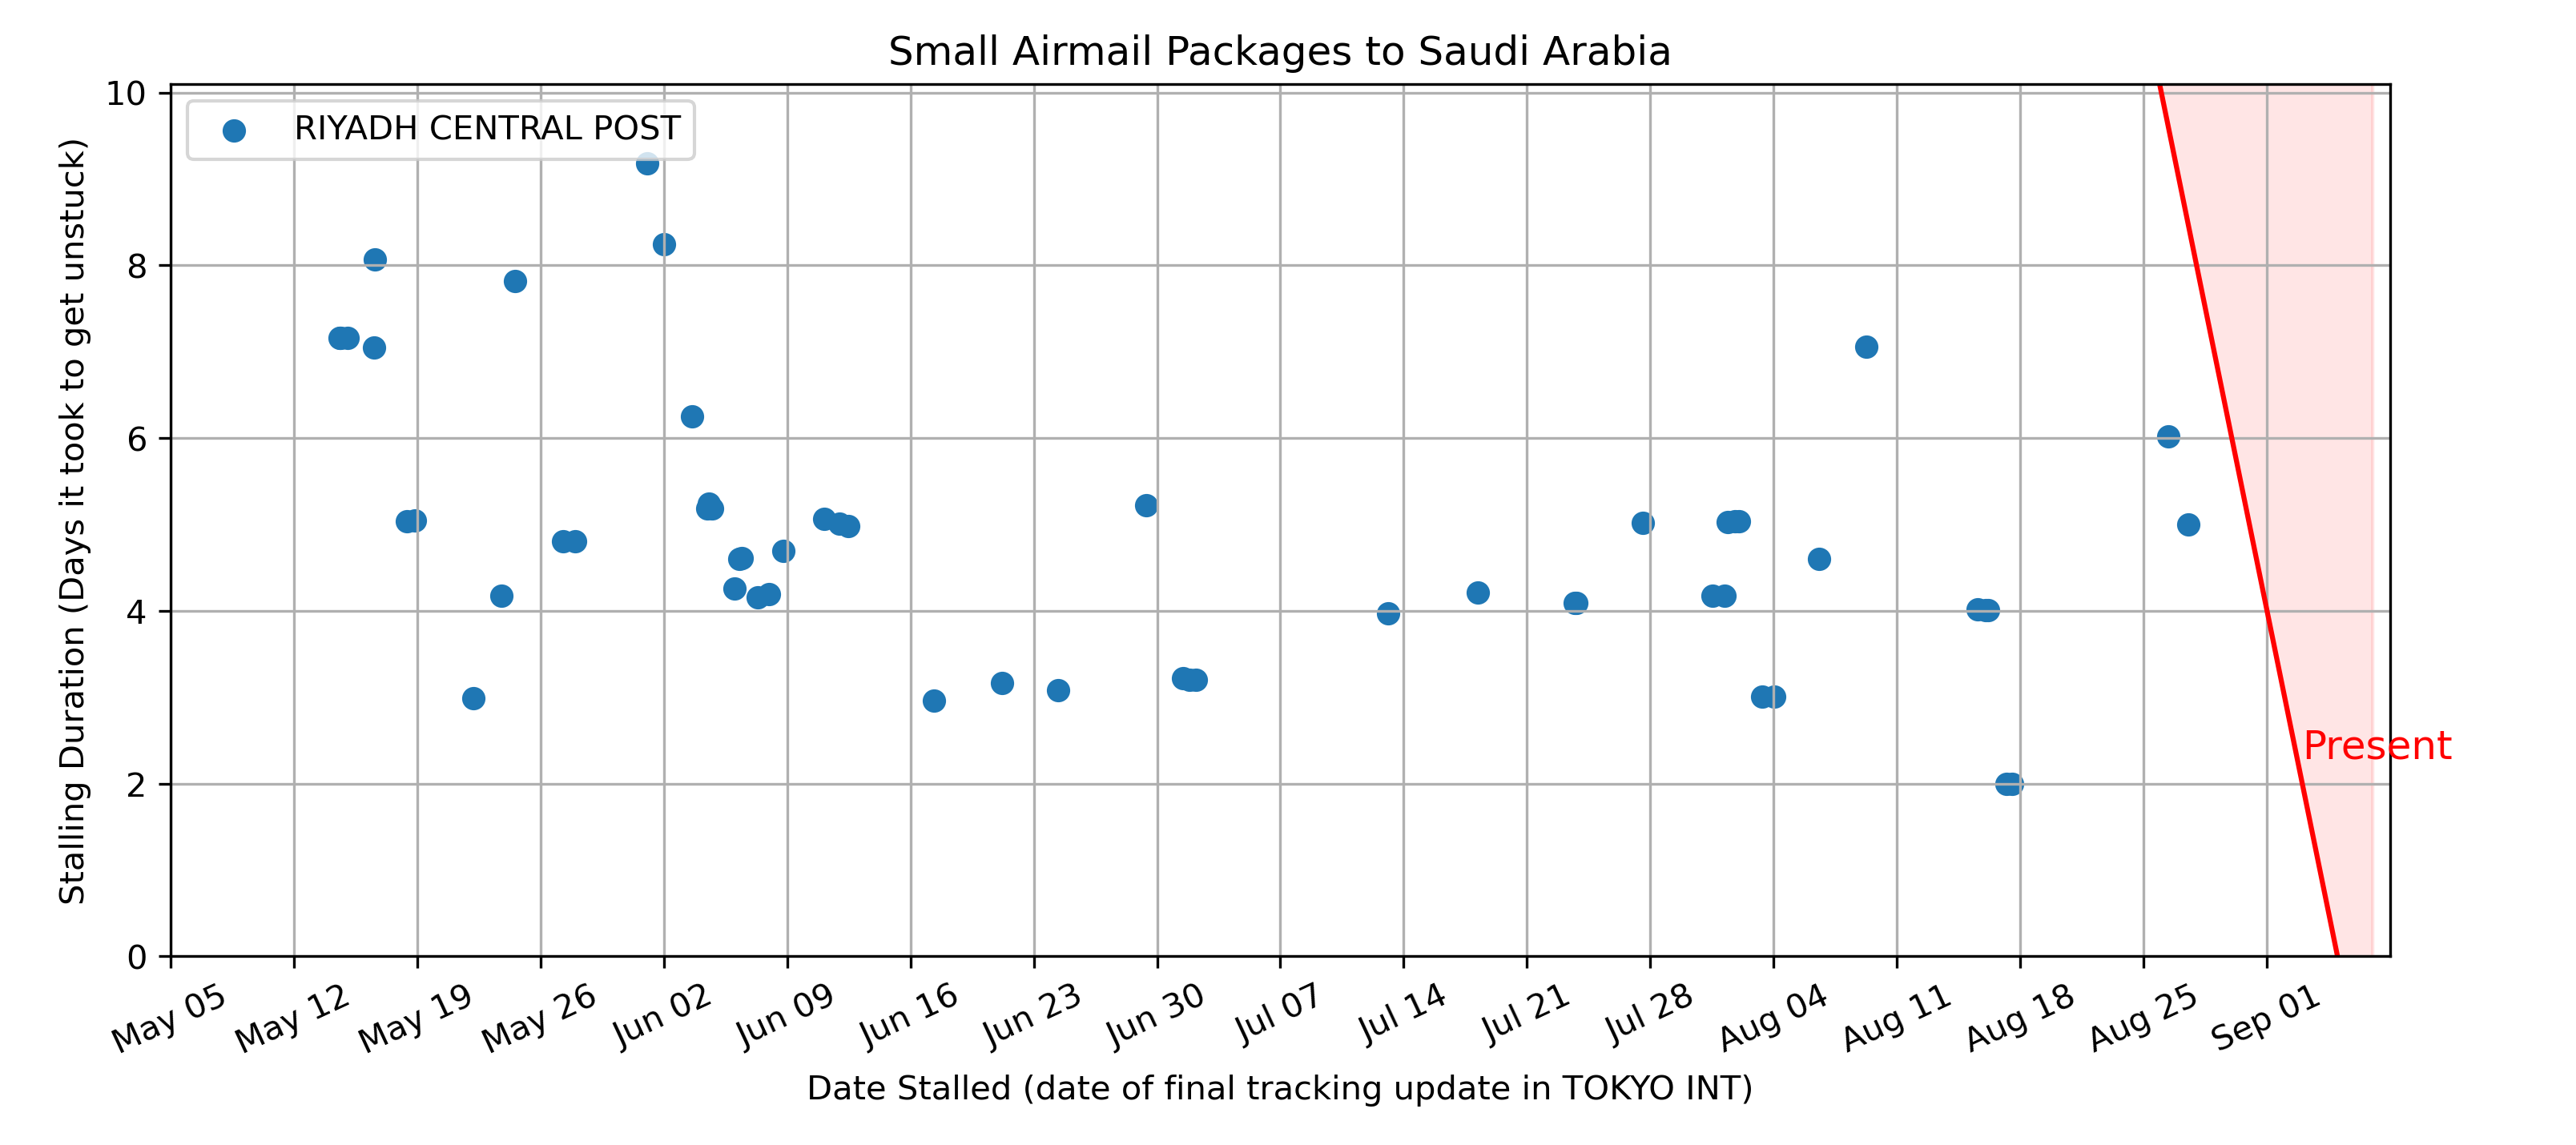 Small Airmail Packages to Saudi Arabia
RIYADH CENTRAL POST
Stalling Duration (Days it took to get unstuck)
10
8
6
4
2
0
Present
May 05
May 12
May 19
May 26
Jun 02
Jun 09
Jun 16
Jun 23
Jun 30
Jul 07
Jul 14
Jul 21
Jul 28
Aug 04
Aug 11
Aug 18
Aug 25
Sep 01
Date Stalled (date of final tracking update in TOKYO INT)